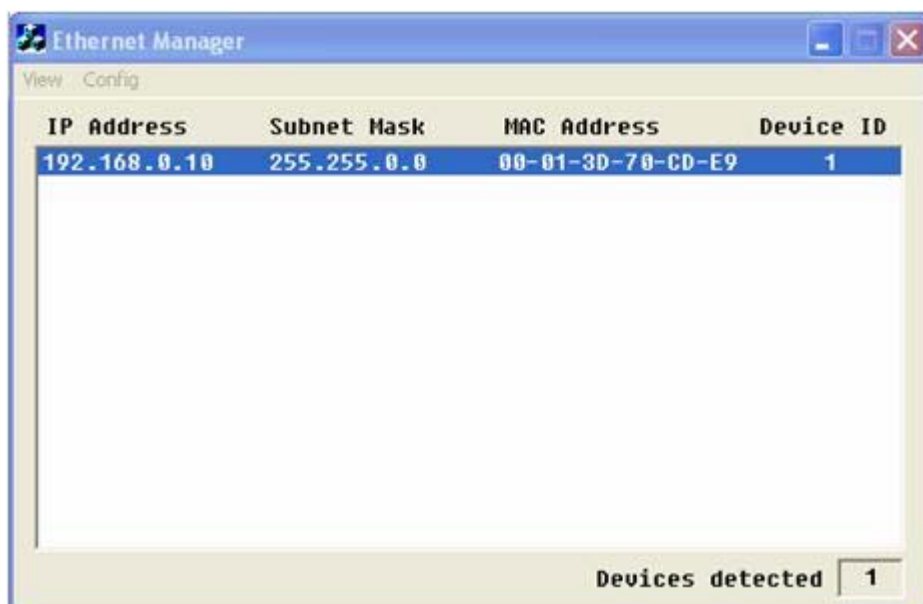 Ethernet Manager
View Config
IP Address Subnet Mask MAC Address Device ID
192.168.0.10 255.255.0.0 00-01-3D-70-CD-E9 1
Devices detected 1